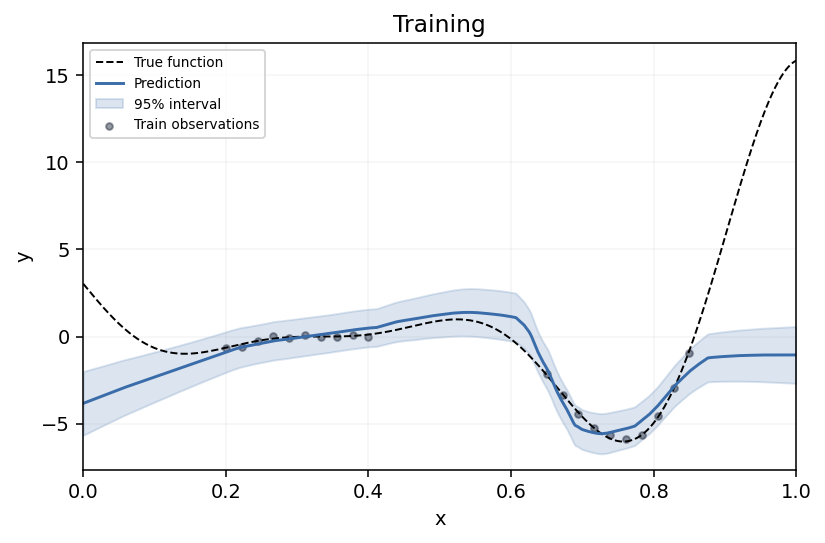 Training
True function
Prediction
95% interval
Train observations
15
10
5
0
−5
y
0.0 0.2 0.4 0.6 0.8 1.0
x